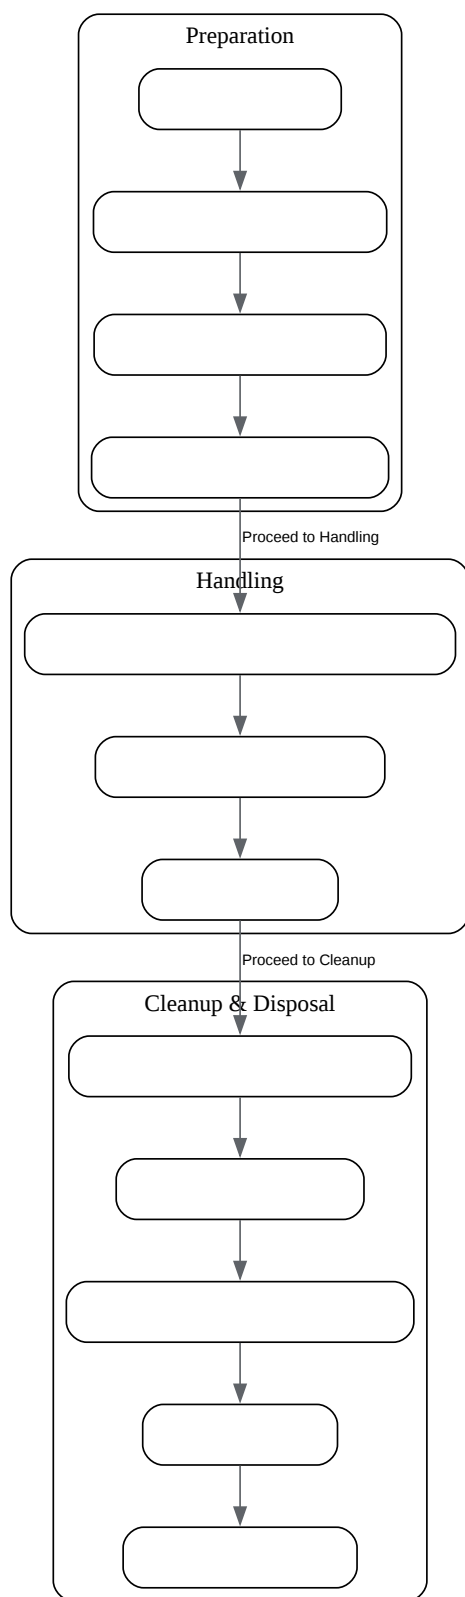 Preparation
Proceed to Handling
Handling
Proceed to Cleanup
Cleanup & Disposal